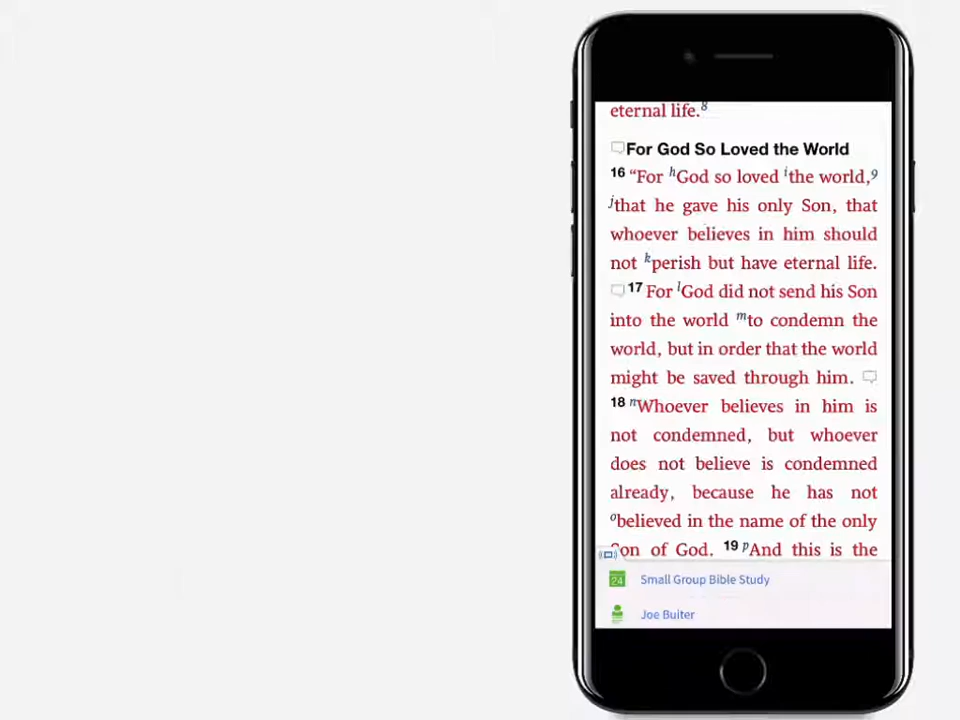 eternal life.8
For God So Loved the World
16 “For hGod so loved ithe world,9
jthat he gave his only Son, that
whoever believes in him should
not kperish but have eternal life.
17 For lGod did not send his Son
into the world mto condemn the
world, but in order that the world
might be saved through him.
18 nWhoever believes in him is
not condemned, but whoever
does not believe is condemned
already, because he has not
obelieved in the name of the only
Son of God. 19 pAnd this is the
24 Small Group Bible Study
Joe Buiter